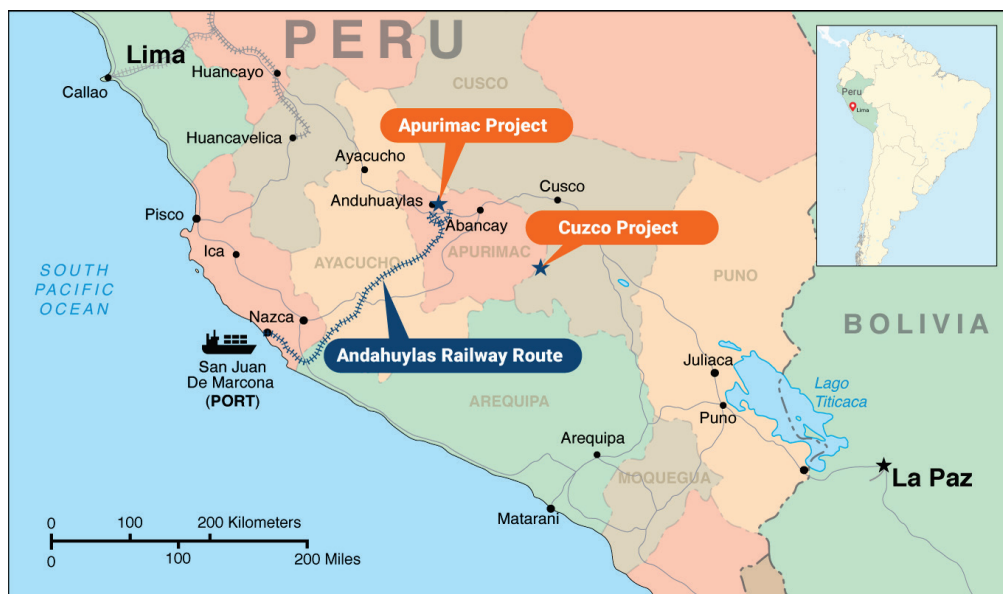 PERU
Lima
Callao
Huancayo
CUSCO
Huancavelica
Apurimac Project
Ayacucho
Anduhuaylas
Cusco
Abancay
Pisco
Cuzco Project
Ica
APURIMAC
AYACUCHO
PUNO
SOUTH
PACIFIC
OCEAN
Nazca
BOLIVIA
San Juan
De Marcona
(PORT)
Andahuylas Railway Route
Juliaca
Lago
Titicaca
AREQUIPA
Puno
Arequipa
MOQUEGUA
La Paz
Matarani
0 100 200 Kilometers
0 100 200 Miles
Peru
Lima